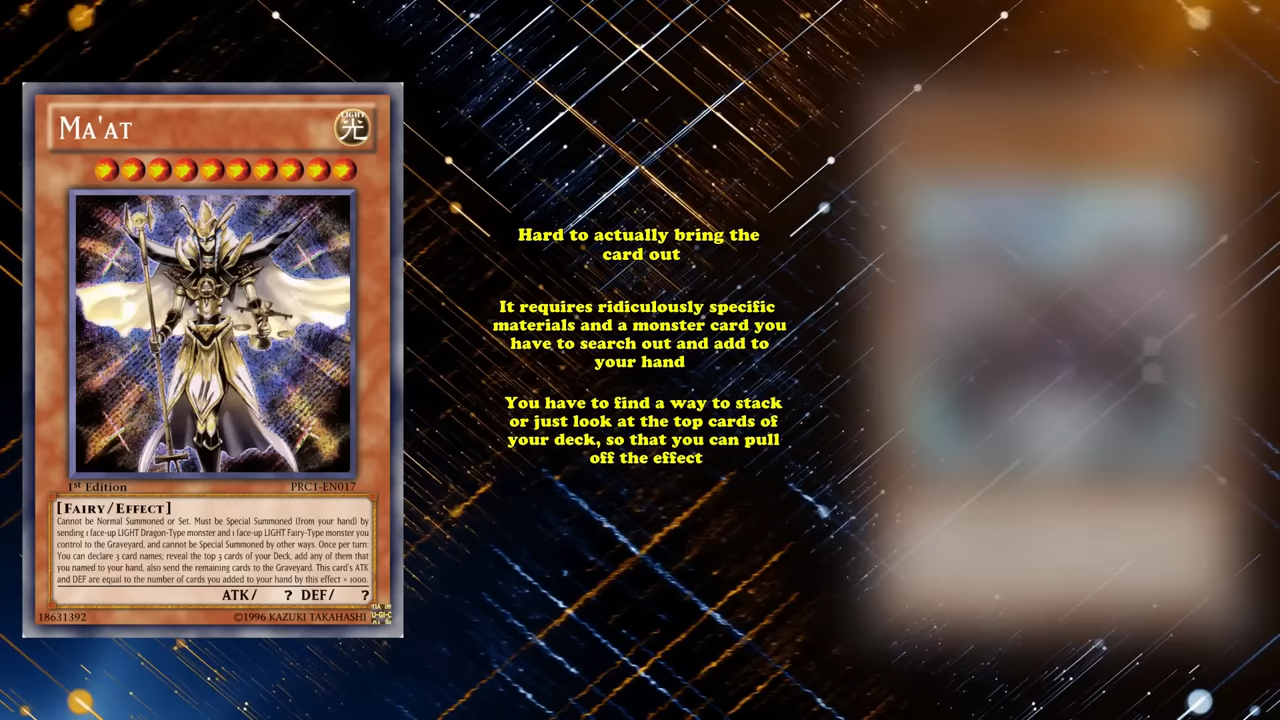 MA'AT
LIGHT
光
1st Edition
PRC1-EN017
[FAIRY/EFFECT]
Cannot be Normal Summoned or Set. Must be Special Summoned (from your hand) by
sending 1 face-up LIGHT Dragon-Type monster and 1 face-up LIGHT Fairy-Type monster you
control to the Graveyard, and cannot be Special Summoned by other ways. Once per turn:
You can declare 3 card names; reveal the top 3 cards of your Deck, add any of them that
you named to your hand, also send the remaining cards to the Graveyard. This card's ATK
and DEF are equal to the number of cards you added to your hand by this effect × 1000.
ATK/ ? DEF/ ?
18631392
©1996 KAZUKI TAKAHASHI
Hard to actually bring the
card out
It requires ridiculously specific
materials and a monster card you
have to search out and add to
your hand
You have to find a way to stack
or just look at the top cards of
your deck, so that you can pull
off the effect